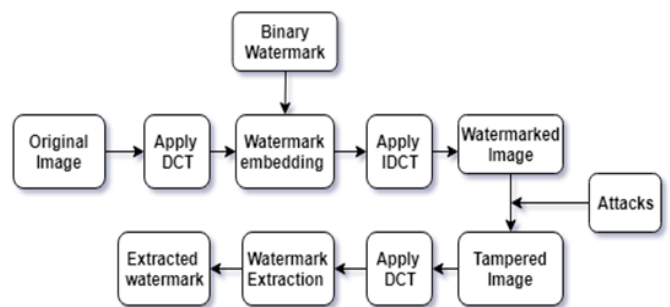 Binary
Watermark
Original
Image
Apply
DCT
Watermark
embedding
Apply
IDCT
Watermarked
Image
Attacks
Extracted
watermark
Watermark
Extraction
Apply
DCT
Tampered
Image